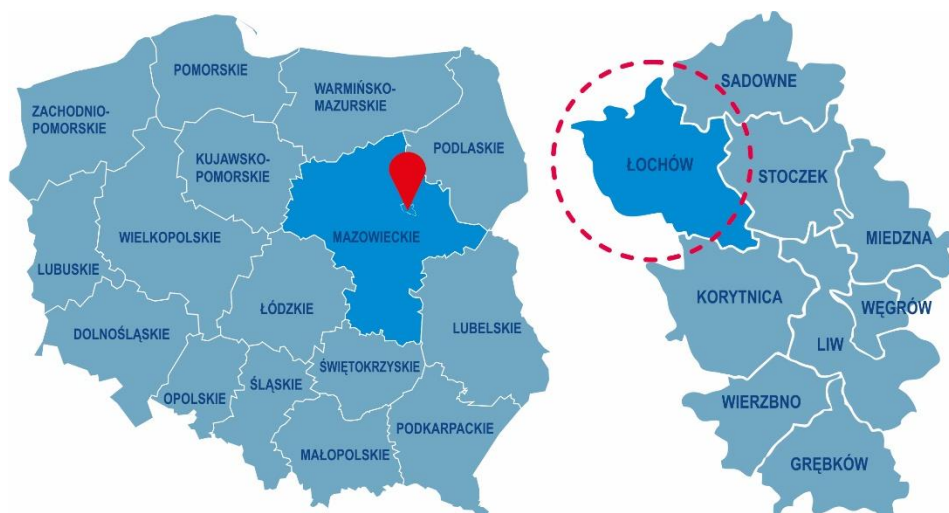 POMORSKIE
WARMIŃSKO-
MAZURSKIE
ZACHODNIO-
POMORSKIE
PODLASKIE
KUJAWSKO-
POMORSKIE
WIELKOPOLSKIE
MAZOWIECKIE
LUBUSKIE
ŁÓDZKIE
DOLNOŚLĄSKIE
LUBELSKIE
ŚWIĘTOKRZYSKIE
ŚLĄSKIE
OPOLSKIE
PODKARPACKIE
MAŁOPOLSKIE
SADOWNE
ŁOCHÓW
STOCZEK
MIEDZNA
KORYTNICA
WĘGRÓW
LIW
WIERZBNO
GRĘBKÓW